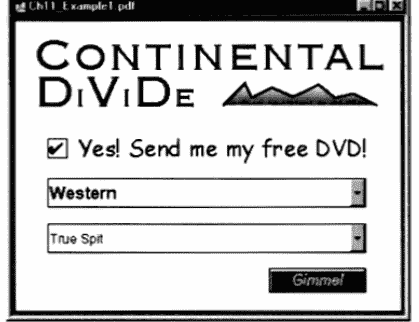 Ch11_Example1.pdf
CONTINENTAL
DiViDe
Yes! Send me my free DVD!
Western
True Spit
Gimme!